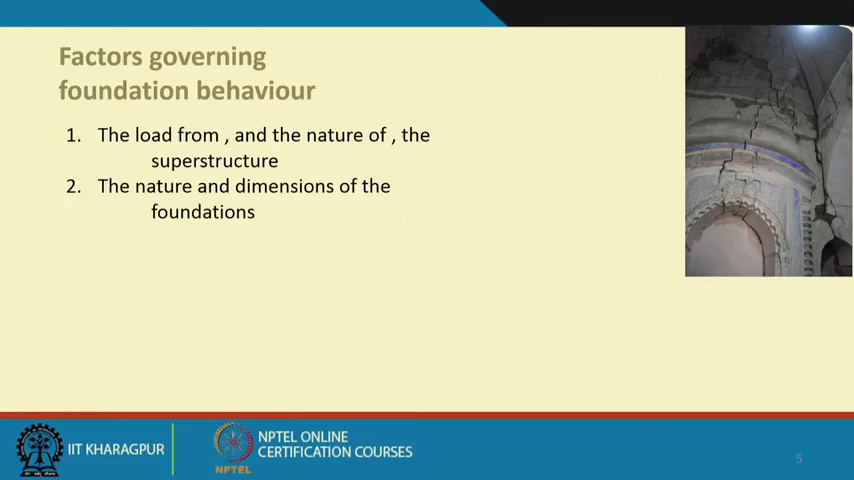 Factors governing
foundation behaviour
1. The load from , and the nature of , the
superstructure
2. The nature and dimensions of the
foundations
IIT KHARAGPUR
NPTEL
NPTEL ONLINE
CERTIFICATION COURSES
5